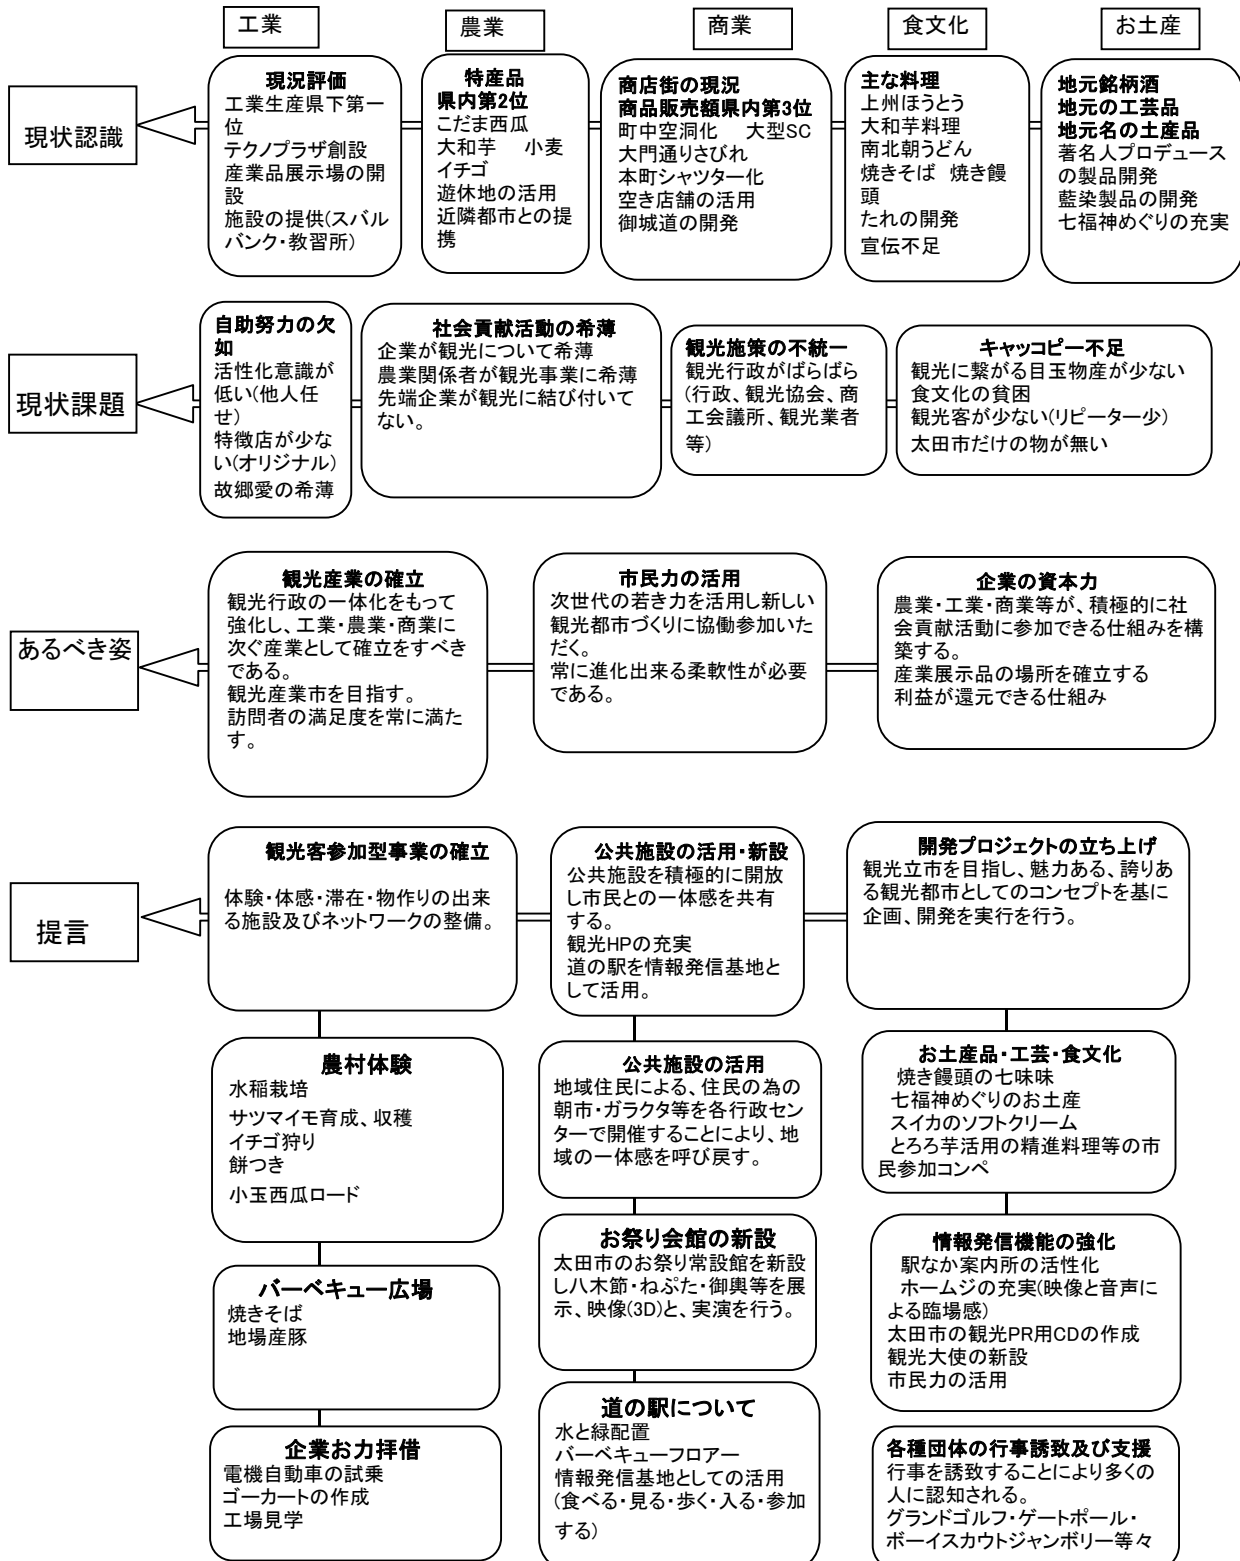 工業
農業
商業
食文化
お土産
現状認識
現況評価
工業生産県下第一
位
テクノプラザ創設
産業品展示場の開
設
施設の提供(スバル
バンク・教習所)
特産品
県内第2位
こだま西瓜
大和芋　小麦
イチゴ
遊休地の活用
近隣都市との提
携
商店街の現況
商品販売額県内第3位
町中空洞化　大型SC
大門通りさびれ
本町シャツター化
空き店舗の活用
御城道の開発
主な料理
上州ほうとう
大和芋料理
南北朝うどん
焼きそば　焼き饅
頭
たれの開発
宣伝不足
地元銘柄酒
地元の工芸品
地元名の土産品
著名人プロデュース
の製品開発
藍染製品の開発
七福神めぐりの充実
現状課題
自助努力の欠
如
活性化意識が
低い(他人任
せ)
特徴店が少な
い(オリジナル)
故郷愛の希薄
社会貢献活動の希薄
企業が観光について希薄
農業関係者が観光事業に希薄
先端企業が観光に結び付いて
ない。
観光施策の不統一
観光行政がばらばら
(行政、観光協会、商
工会議所、観光業者
等)
キャッコピー不足
観光に繋がる目玉物産が少ない
食文化の貧困
観光客が少ない(リピーター少)
太田市だけの物が無い
あるべき姿
観光産業の確立
観光行政の一体化をもって
強化し、工業・農業・商業に
次ぐ産業として確立をすべき
である。
観光産業市を目指す。
訪問者の満足度を常に満た
す。
市民力の活用
次世代の若き力を活用し新しい
観光都市づくりに協働参加いた
だく。
常に進化出来る柔軟性が必要
である。
企業の資本力
農業・工業・商業等が、積極的に社
会貢献活動に参加できる仕組みを構
築する。
産業展示品の場所を確立する
利益が還元できる仕組み
提言
観光客参加型事業の確立
体験・体感・滞在・物作りの出来
る施設及びネットワークの整備。
公共施設の活用・新設
公共施設を積極的に開放
し市民との一体感を共有
する。
観光HPの充実
道の駅を情報発信基地と
して活用。
開発プロジェクトの立ち上げ
観光立市を目指し、魅力ある、誇りあ
る観光都市としてのコンセプトを基に
企画、開発を実行を行う。
農村体験
水稲栽培
サツマイモ育成、収穫
イチゴ狩り
餅つき
小玉西瓜ロード
公共施設の活用
地域住民による、住民の為の
朝市・ガラクタ等を各行政セン
ターで開催することにより、地
域の一体感を呼び戻す。
お土産品・工芸・食文化
焼き饅頭の七味味
七福神めぐりのお土産
スイカのソフトクリーム
とろろ芋活用の精進料理等の市
民参加コンペ
バーベキュー広場
焼きそば
地場産豚
お祭り会館の新設
太田市のお祭り常設館を新設
し八木節・ねぷた・御輿等を展
示、映像(3D)と、実演を行う。
情報発信機能の強化
駅なか案内所の活性化
ホームジの充実(映像と音声に
よる臨場感)
太田市の観光PR用CDの作成
観光大使の新設
市民力の活用
企業お力拝借
電機自動車の試乗
ゴーカートの作成
工場見学
道の駅について
水と緑配置
バーベキューフロアー
情報発信基地としての活用
(食べる・見る・歩く・入る・参加
する)
各種団体の行事誘致及び支援
行事を誘致することにより多くの
人に認知される。
グランドゴルフ・ゲートポール・
ボーイスカウトジャンボリー等々